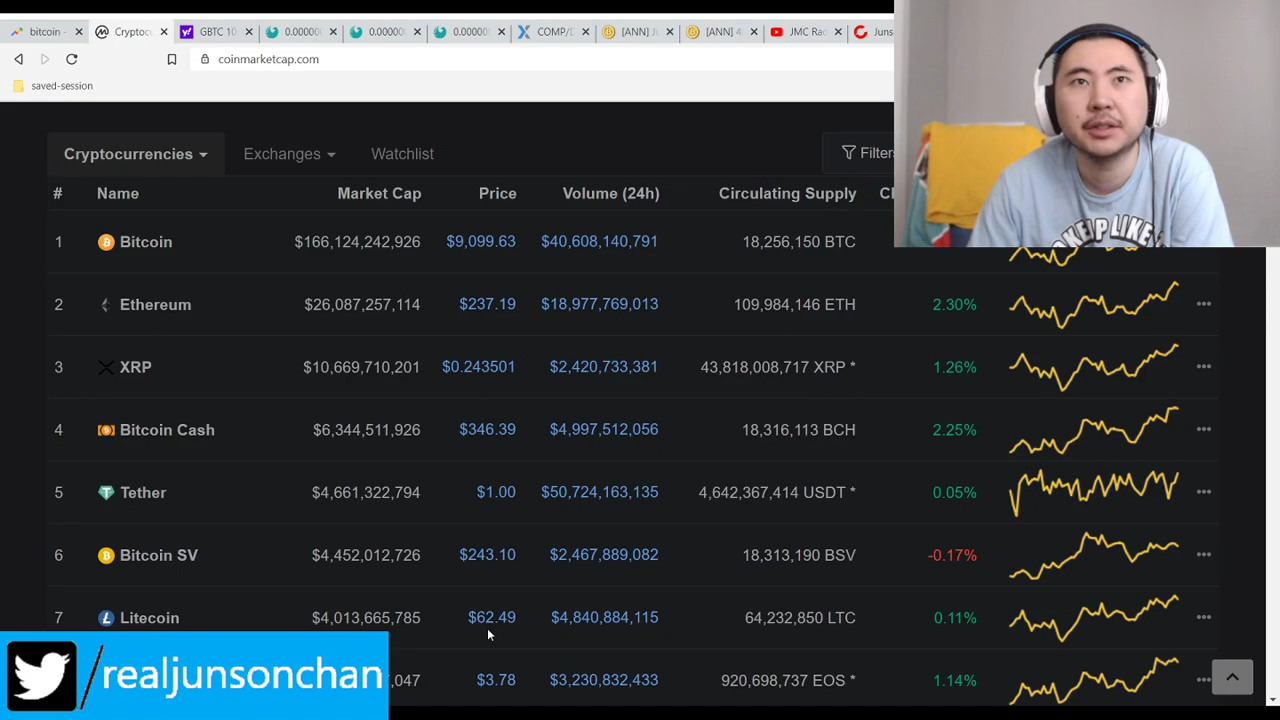 bitcoin - 
Cryptoc
GBTC 10
0.00000
0.00000
0.00000
COMP/D
[ANN] J
[ANN] 4
JMC Rad
Juns
coinmarketcap.com
saved-session
Cryptocurrencies Exchanges Watchlist Filters
# Name Market Cap Price Volume (24h) Circulating Supply
1 Bitcoin $166,124,242,926 $9,099.63 $40,608,140,791 18,256,150 BTC
2 Ethereum $26,087,257,114 $237.19 $18,977,769,013 109,984,146 ETH 2.30%
3 XRP $10,669,710,201 $0.243501 $2,420,733,381 43,818,008,717 XRP * 1.26%
4 Bitcoin Cash $6,344,511,926 $346.39 $4,997,512,056 18,316,113 BCH 2.25%
5 Tether $4,661,322,794 $1.00 $50,724,163,135 4,642,367,414 USDT * 0.05%
6 Bitcoin SV $4,452,012,726 $243.10 $2,467,889,082 18,313,190 BSV -0.17%
7 Litecoin $4,013,665,785 $62.49 $4,840,884,115 64,232,850 LTC 0.11%
,047 $3.78 $3,230,832,433 920,698,737 EOS * 1.14%
/realjunsonchan